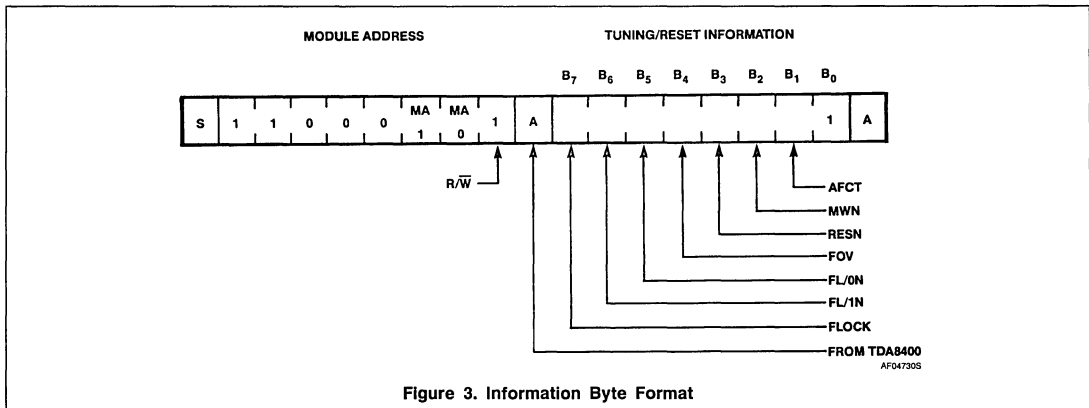 MODULE ADDRESS TUNING/RESET INFORMATION
B7 B6 B5 B4 B3 B2 B1 B0
S 1 1 0 0 0 MA 1 MA 0 1 A 1 A
R/W̅
AFCT
MWN
RESN
FOV
FL/0N
FL/1N
FLOCK
FROM TDA8400
AF04730S
Figure 3. Information Byte Format